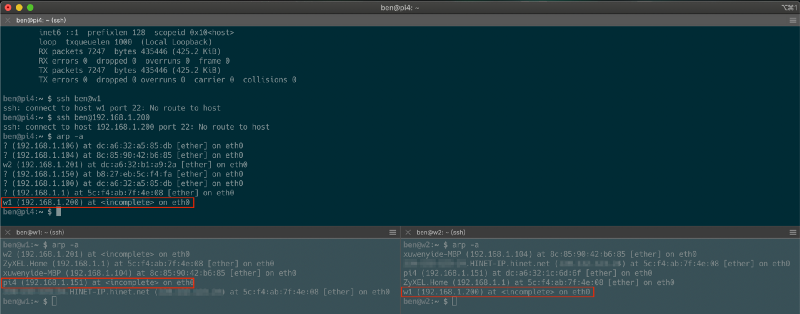 ben@pi4: ~ (ssh)
⌥⌘1
ben@pi4: ~ (ssh)
inet6 ::1 prefixlen 128 scopeid 0x10<host>
loop txqueuelen 1000 (Local Loopback)
RX packets 7247 bytes 435446 (425.2 KiB)
RX errors 0 dropped 0 overruns 0 frame 0
TX packets 7247 bytes 435446 (425.2 KiB)
TX errors 0 dropped 0 overruns 0 carrier 0 collisions 0
ben@pi4:~ $ ssh ben@w1
ssh: connect to host w1 port 22: No route to host
ben@pi4:~ $ ssh ben@192.168.1.200
ssh: connect to host 192.168.1.200 port 22: No route to host
ben@pi4:~ $ arp -a
? (192.168.1.106) at dc:a6:32:a5:85:db [ether] on eth0
? (192.168.1.104) at 8c:85:90:42:b6:85 [ether] on eth0
w2 (192.168.1.201) at dc:a6:32:b1:a9:2a [ether] on eth0
? (192.168.1.150) at b8:27:eb:5c:f4:fa [ether] on eth0
? (192.168.1.100) at dc:a6:32:a5:85:db [ether] on eth0
? (192.168.1.1) at 5c:f4:ab:7f:4e:08 [ether] on eth0
w1 (192.168.1.200) at <incomplete> on eth0
ben@pi4:~ $
ben@w1: ~ (ssh)
ben@w1:~ $ arp -a
w2 (192.168.1.201) at <incomplete> on eth0
ZyXEL.Home (192.168.1.1) at 5c:f4:ab:7f:4e:08 [ether] on eth0
xuwenyide-MBP (192.168.1.104) at 8c:85:90:42:b6:85 [ether] on eth0
pi4 (192.168.1.151) at <incomplete> on eth0
.HINET-IP.hinet.net ( ) at 5c:f4:ab:7f:4e:08 [ether] on eth0
ben@w1:~ $
ben@w2: ~ (ssh)
ben@w2:~ $ arp -a
xuwenyide-MBP (192.168.1.104) at 8c:85:90:42:b6:85 [ether] on eth0
.HINET-IP.hinet.net ( ) at 5c:f4:ab:7f:4e:08 [ether] on eth0
pi4 (192.168.1.151) at dc:a6:32:1c:6d:6f [ether] on eth0
ZyXEL.Home (192.168.1.1) at 5c:f4:ab:7f:4e:08 [ether] on eth0
w1 (192.168.1.200) at <incomplete> on eth0
ben@w2:~ $